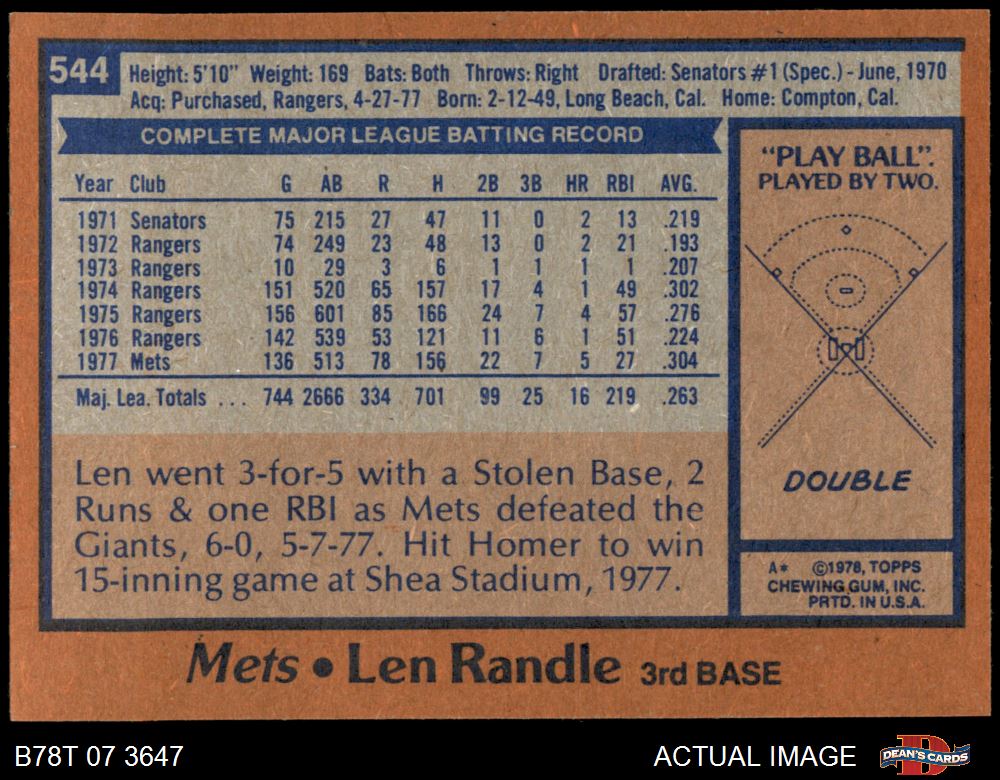 544
Height: 5'10" Weight: 169 Bats: Both Throws: Right Drafted: Senators #1 (Spec.) - June, 1970
Acq: Purchased, Rangers, 4-27-77 Born: 2-12-49, Long Beach, Cal. Home: Compton, Cal.
COMPLETE MAJOR LEAGUE BATTING RECORD
Year Club G AB R H 2B 3B HR RBI AVG.
1971 Senators 75 215 27 47 11 0 2 13 .219
1972 Rangers 74 249 23 48 13 0 2 21 .193
1973 Rangers 10 29 3 6 1 1 1 1 .207
1974 Rangers 151 520 65 157 17 4 1 49 .302
1975 Rangers 156 601 85 166 24 7 4 57 .276
1976 Rangers 142 539 53 121 11 6 1 51 .224
1977 Mets 136 513 78 156 22 7 5 27 .304
Maj. Lea. Totals ... 744 2666 334 701 99 25 16 219 .263
Len went 3-for-5 with a Stolen Base, 2
Runs & one RBI as Mets defeated the
Giants, 6-0, 5-7-77. Hit Homer to win
15-inning game at Shea Stadium, 1977.
"PLAY BALL".
PLAYED BY TWO.
DOUBLE
A* ©1978, TOPPS
CHEWING GUM, INC.
PRTD. IN U.S.A.
Mets • Len Randle 3rd BASE
B78T 07 3647
ACTUAL IMAGE
D
DEAN'S CARDS